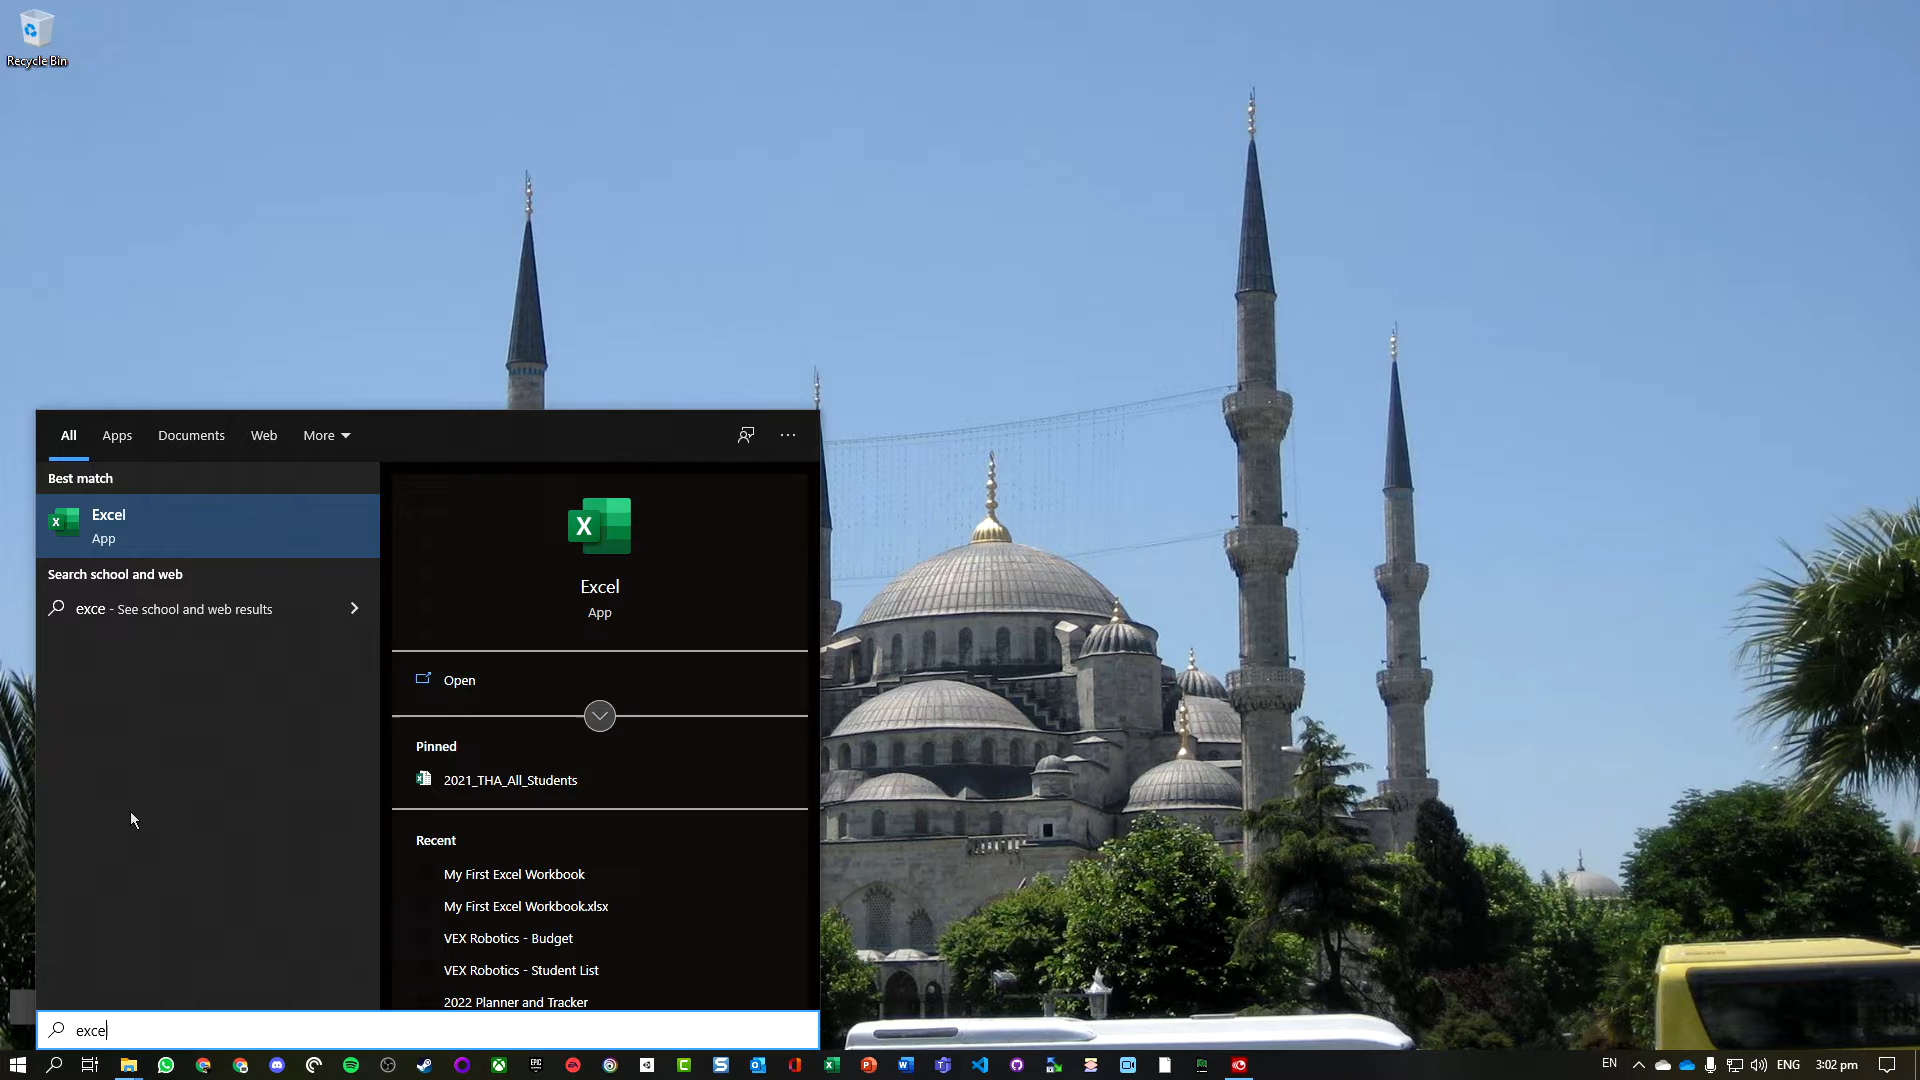 Recycle Bin
All Apps Documents Web More
Best match
Excel
App
Search school and web
exce - See school and web results
Excel
App
Open
Pinned
2021_THA_All_Students
Recent
My First Excel Workbook
My First Excel Workbook.xlsx
VEX Robotics - Budget
VEX Robotics - Student List
2022 Planner and Tracker
exce
EN ENG 3:02 pm